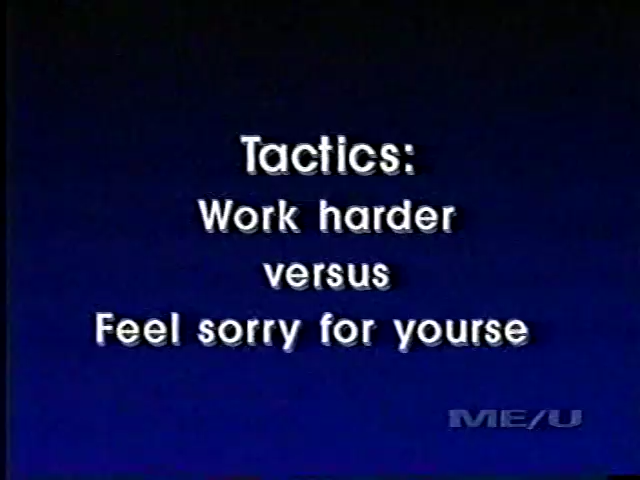 Tactics:
Work harder
versus
Feel sorry for yourse
ME/U